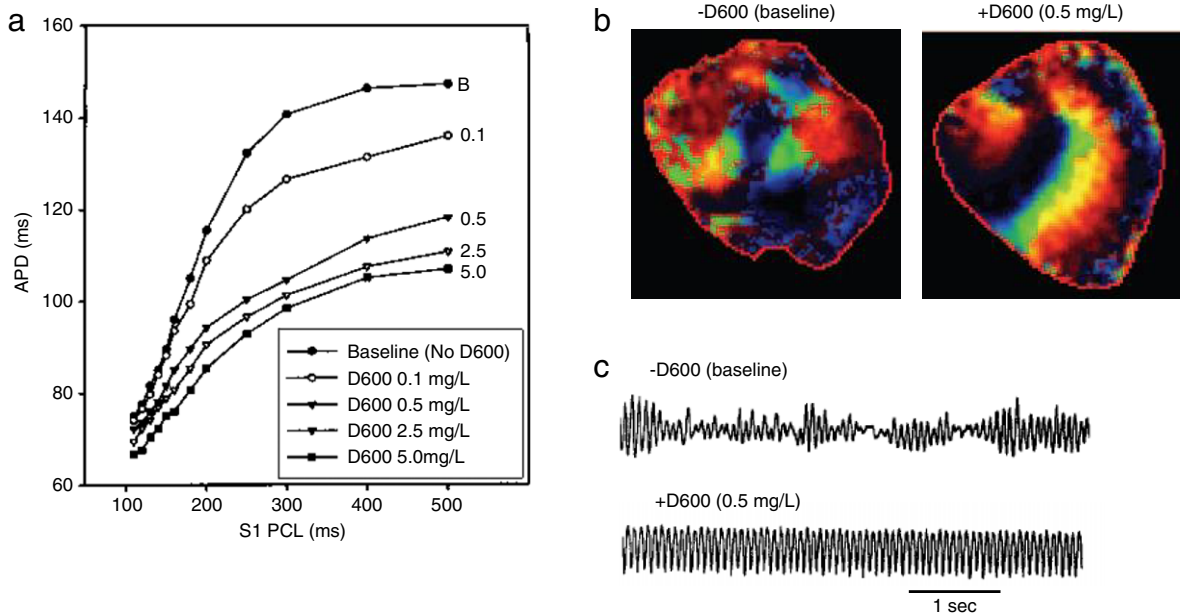 a
160
140
120
100
80
60
APD (ms)
100
200
300
400
500
S1 PCL (ms)
B
0.1
0.5
2.5
5.0
Baseline (No D600)
D600 0.1 mg/L
D600 0.5 mg/L
D600 2.5 mg/L
D600 5.0mg/L
b
-D600 (baseline)
+D600 (0.5 mg/L)
c
-D600 (baseline)
+D600 (0.5 mg/L)
1 sec